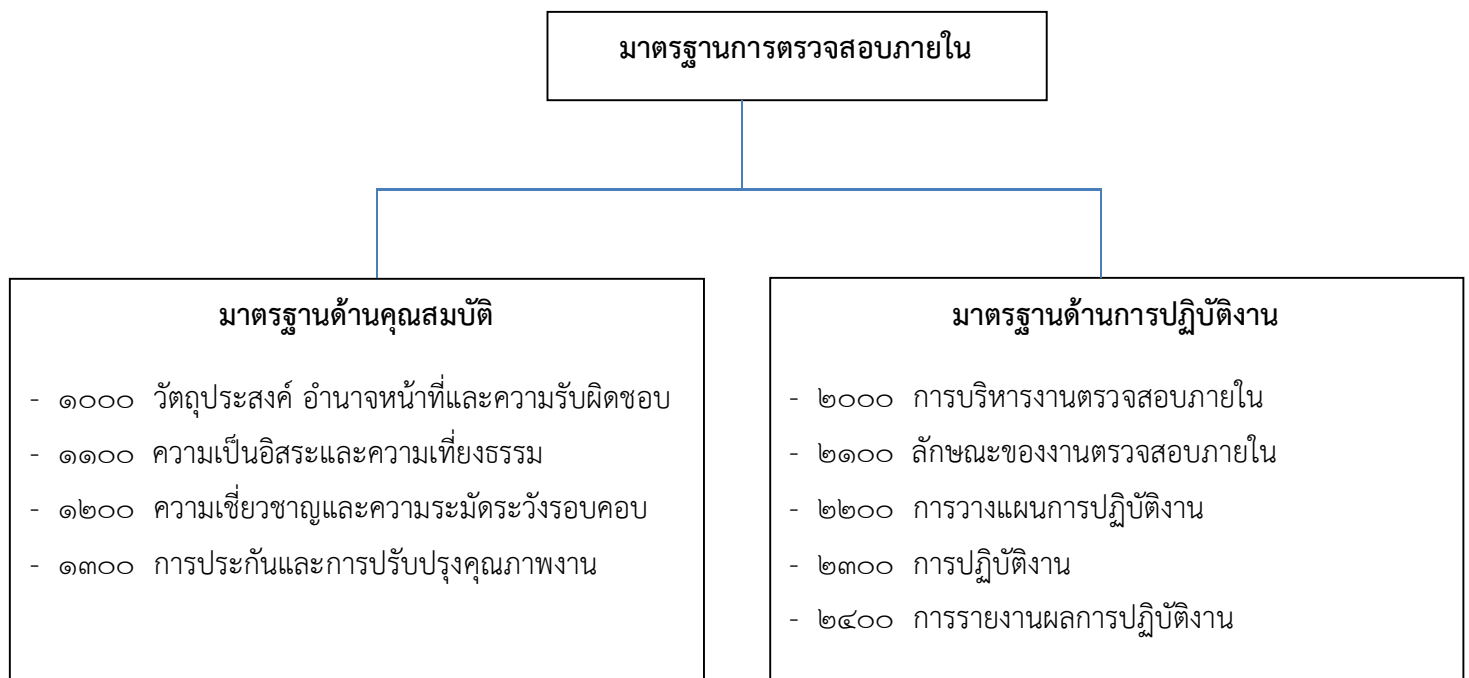 มาตรฐานการตรวจสอบภายใน
มาตรฐานด้านคุณสมบัติ
- ๑๐๐๐ วัตถุประสงค์ อำนาจหน้าที่และความรับผิดชอบ
- ๑๑๐๐ ความเป็นอิสระและความเที่ยงธรรม
- ๑๒๐๐ ความเชี่ยวชาญและความระมัดระวังรอบคอบ
- ๑๓๐๐ การประกันและการปรับปรุงคุณภาพงาน
มาตรฐานด้านการปฏิบัติงาน
- ๒๐๐๐ การบริหารงานตรวจสอบภายใน
- ๒๑๐๐ ลักษณะของงานตรวจสอบภายใน
- ๒๒๐๐ การวางแผนการปฏิบัติงาน
- ๒๓๐๐ การปฏิบัติงาน
- ๒๔๐๐ การรายงานผลการปฏิบัติงาน